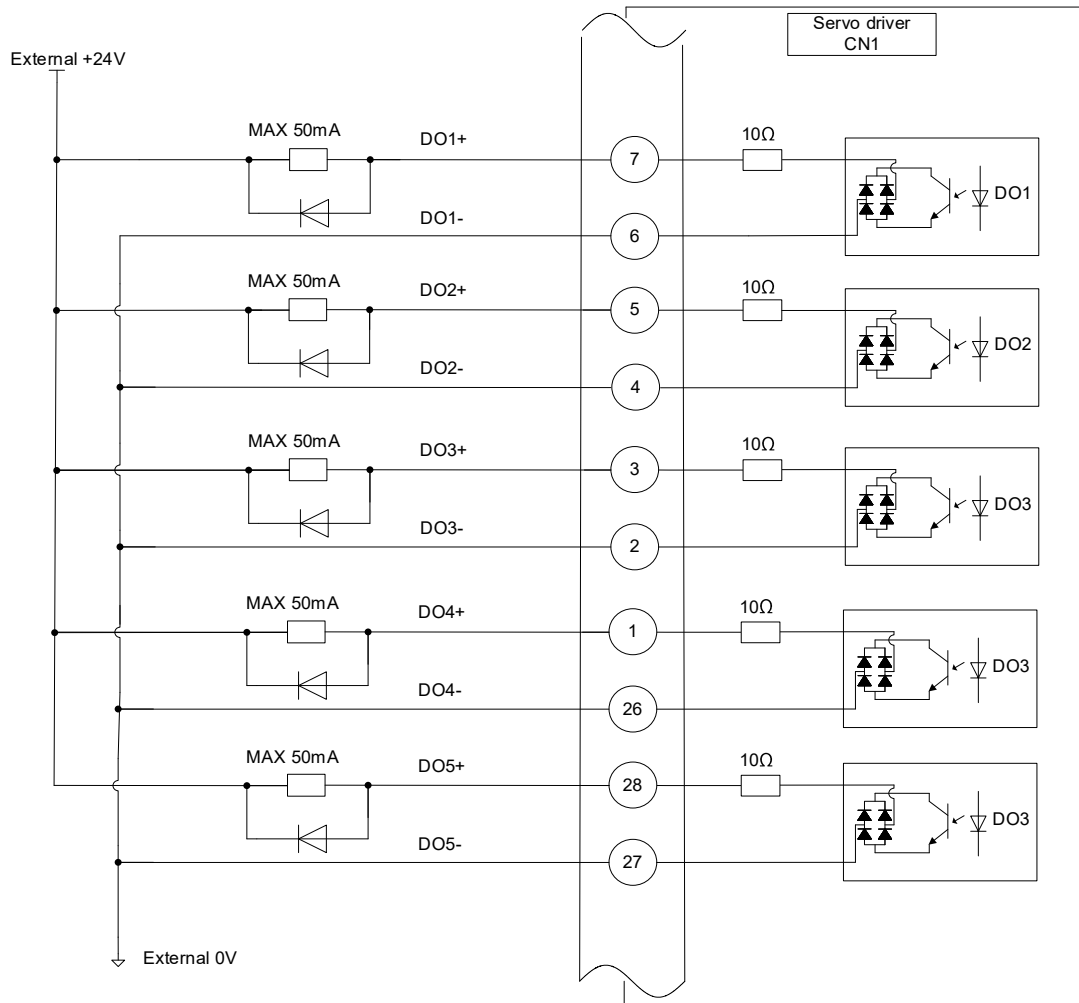 Servo driver
CN1
External +24V
MAX 50mA
DO1+
7
10Ω
DO1
DO1-
6
MAX 50mA
DO2+
5
10Ω
DO2
DO2-
4
MAX 50mA
DO3+
3
10Ω
DO3
DO3-
2
MAX 50mA
DO4+
1
10Ω
DO3
DO4-
26
MAX 50mA
DO5+
28
10Ω
DO3
DO5-
27
External 0V